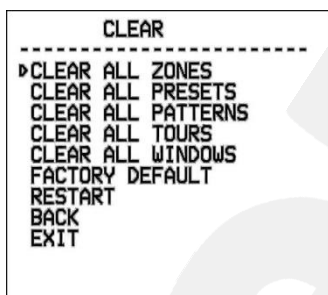 CLEAR
------------------------
▷CLEAR ALL ZONES
CLEAR ALL PRESETS
CLEAR ALL PATTERNS
CLEAR ALL TOURS
CLEAR ALL WINDOWS
FACTORY DEFAULT
RESTART
BACK
EXIT